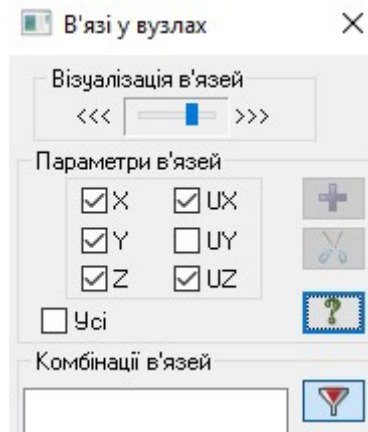 В'язі у вузлах
Візуалізація в'язей
<<< >>>
Параметри в'язей
X UX
Y UY
Z UZ
Усі
Комбінації в'язей